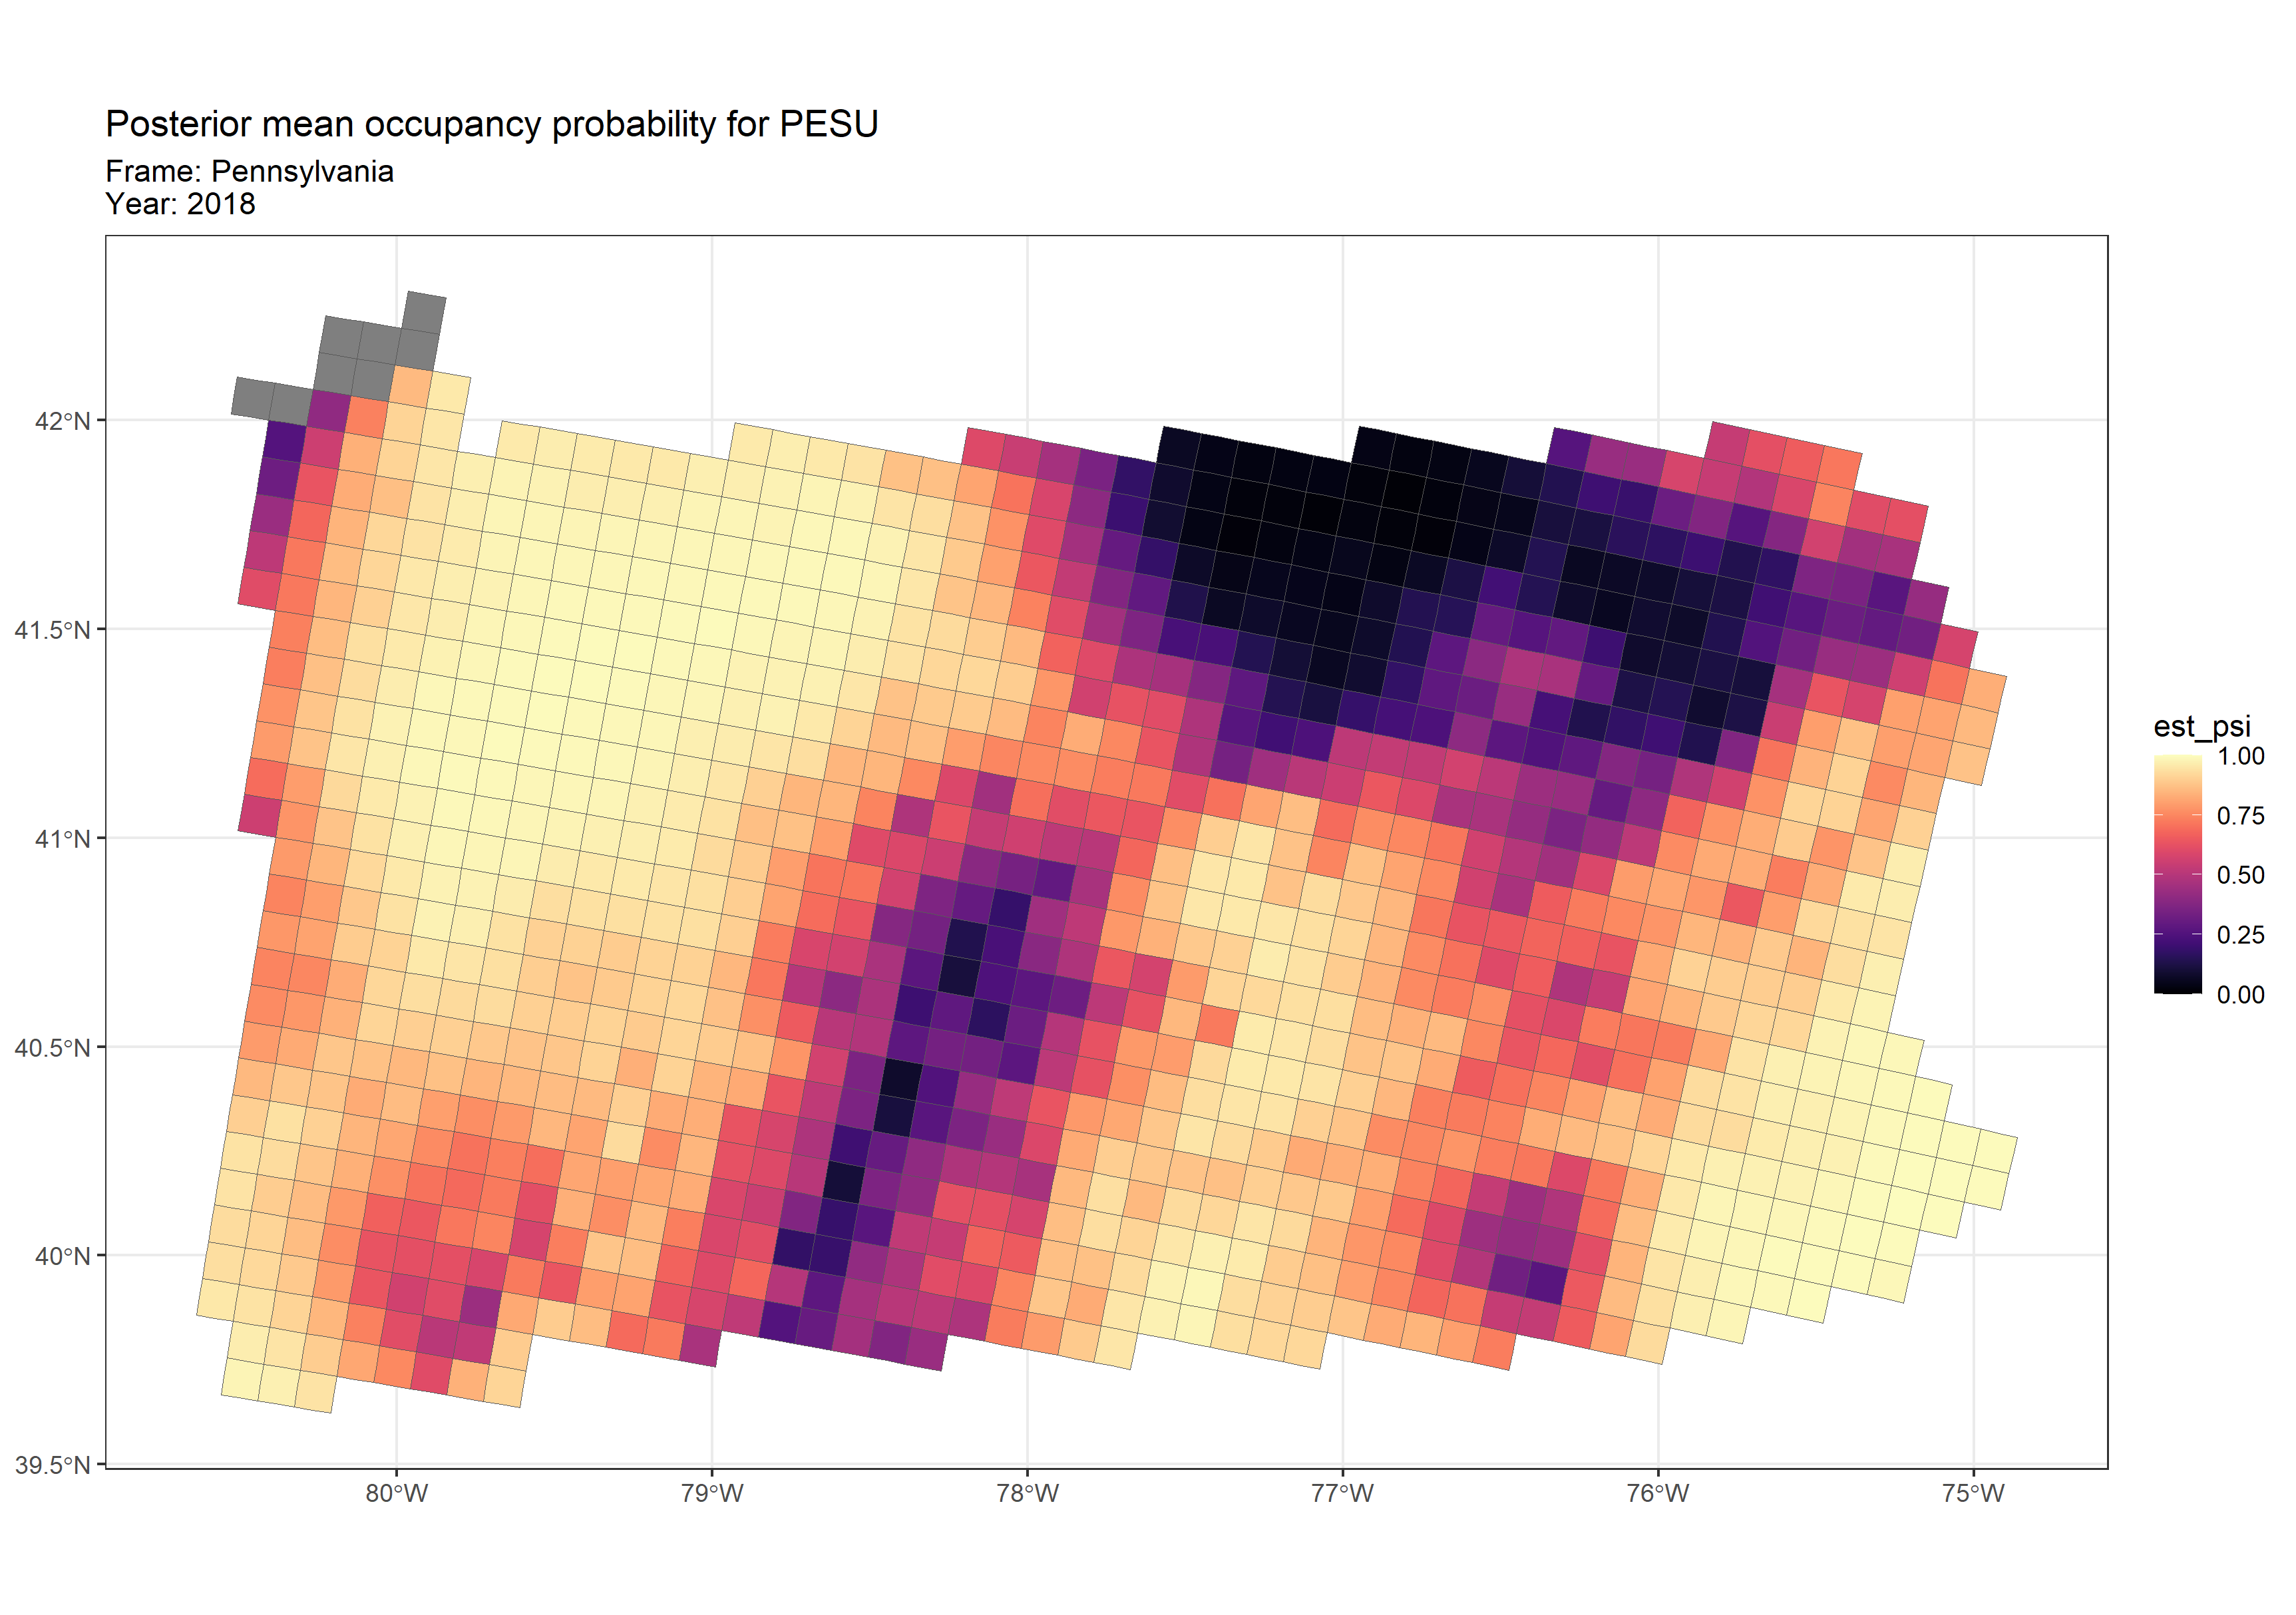 Posterior mean occupancy probability for PESU
Frame: Pennsylvania
Year: 2018
42°N
41.5°N
41°N
40.5°N
40°N
39.5°N
80°W
79°W
78°W
77°W
76°W
75°W
est_psi
1.00
0.75
0.50
0.25
0.00